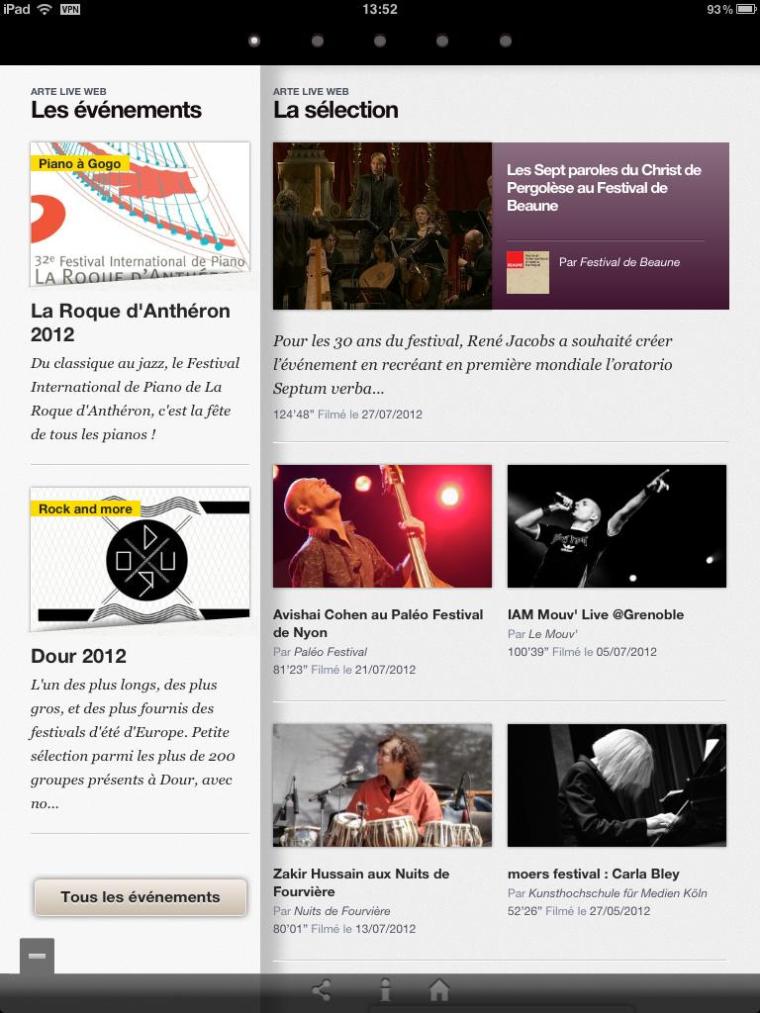 iPad VPN 13:52 93%
ARTE LIVE WEB
Les événements
Piano à Gogo
32e Festival International de Piano
LA ROQUE D'ANTHÉRO
La Roque d'Anthéron
2012
Du classique au jazz, le Festival
International de Piano de La
Roque d'Anthéron, c'est la fête
de tous les pianos !
Rock and more
DOUR
Dour 2012
L'un des plus longs, des plus
gros, et des plus fournis des
festivals d'été d'Europe. Petite
sélection parmi les plus de 200
groupes présents à Dour, avec
no...
Tous les événements
ARTE LIVE WEB
La sélection
Les Sept paroles du Christ de
Pergolèse au Festival de
Beaune
Par Festival de Beaune
Pour les 30 ans du festival, René Jacobs a souhaité créer
l'événement en recréant en première mondiale l'oratorio
Septum verba...
124'48" Filmé le 27/07/2012
Avishai Cohen au Paléo Festival
de Nyon
Par Paléo Festival
81'23" Filmé le 21/07/2012
IAM Mouv' Live @Grenoble
Par Le Mouv'
100'39" Filmé le 05/07/2012
Zakir Hussain aux Nuits de
Fourvière
Par Nuits de Fourvière
80'01" Filmé le 13/07/2012
moers festival : Carla Bley
Par Kunsthochschule für Medien Köln
52'26" Filmé le 27/05/2012